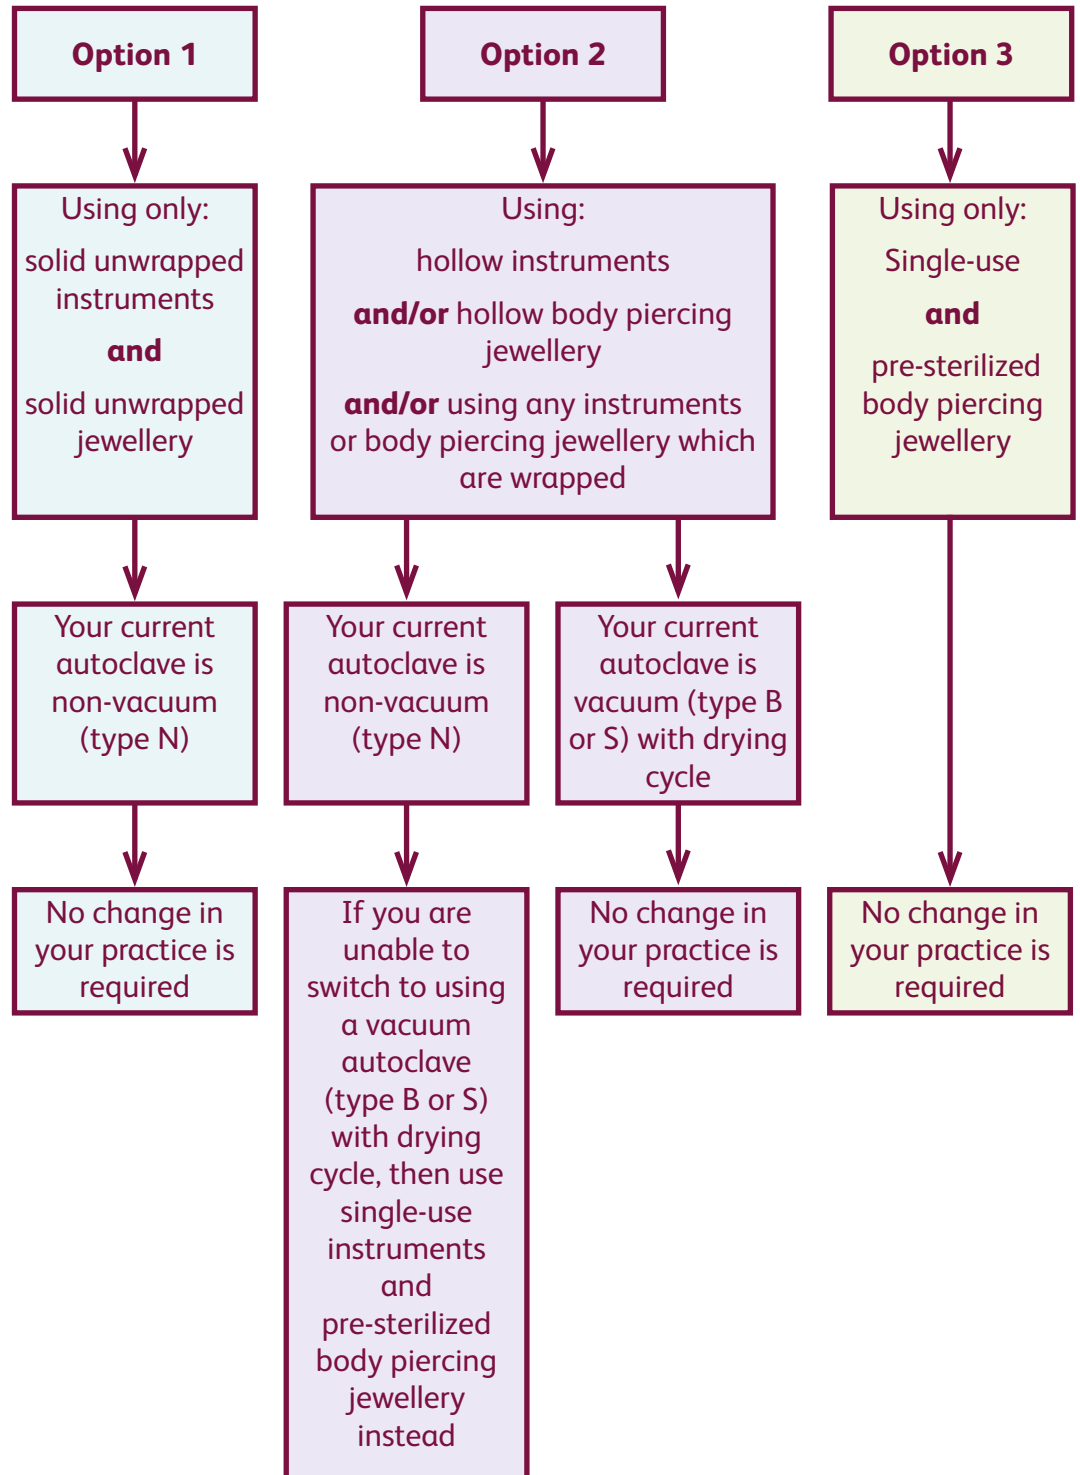 Option 1
Option 2
Option 3
Using only:
solid unwrapped
instruments
and
solid unwrapped
jewellery
Using:
hollow instruments
and/or hollow body piercing
jewellery
and/or using any instruments
or body piercing jewellery which
are wrapped
Using only:
Single-use
and
pre-sterilized
body piercing
jewellery
Your current
autoclave is
non-vacuum
(type N)
Your current
autoclave is
non-vacuum
(type N)
Your current
autoclave is
vacuum (type B
or S) with drying
cycle
No change in
your practice is
required
If you are
unable to
switch to using
a vacuum
autoclave
(type B or S)
with drying
cycle, then use
single-use
instruments
and
pre-sterilized
body piercing
jewellery
instead
No change in
your practice is
required
No change in
your practice is
required